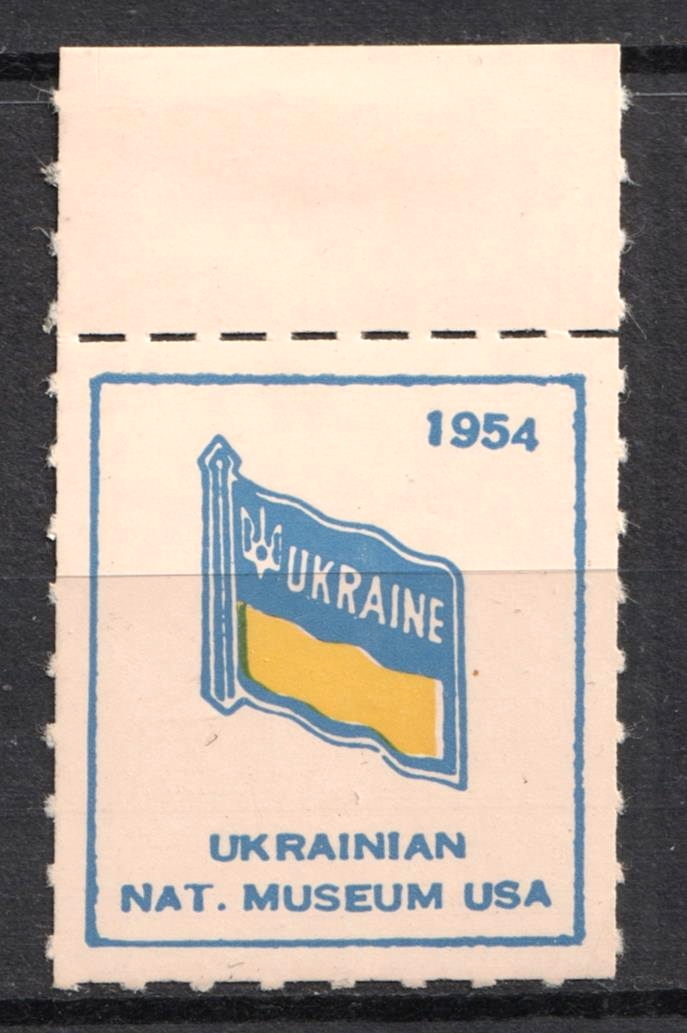 1954
UKRAINE
UKRAINIAN
NAT. MUSEUM USA